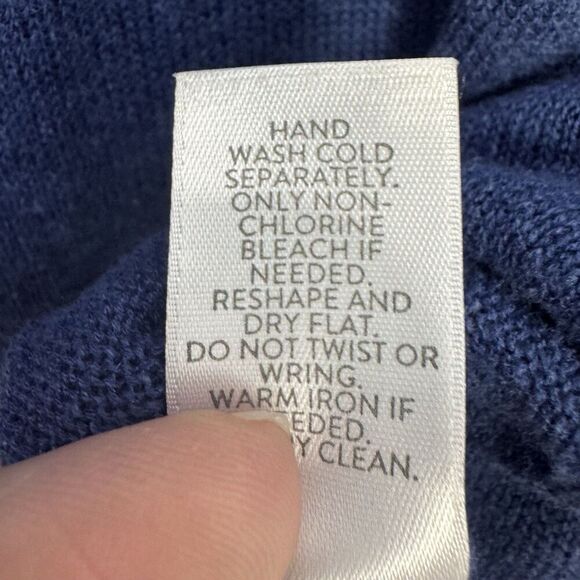 HAND
WASH COLD
SEPARATELY.
ONLY NON-
CHLORINE
BLEACH IF
NEEDED.
RESHAPE AND
DRY FLAT.
DO NOT TWIST OR
WRING.
WARM IRON IF
EDED.
Y CLEAN.